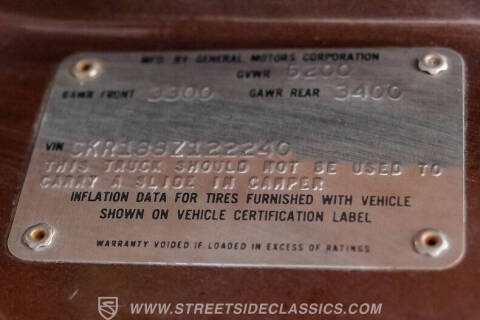 MFD. BY GENERAL MOTORS CORPORATION
GVWR 6200
GAWR FRONT 3300 GAWR REAR 3400
VIN CKR188Z122240
THIS TRUCK SHOULD NOT BE USED TO
CARRY A SLIDE IN CAMPER
INFLATION DATA FOR TIRES FURNISHED WITH VEHICLE
SHOWN ON VEHICLE CERTIFICATION LABEL
WARRANTY VOIDED IF LOADED IN EXCESS OF RATINGS
WWW.STREETSIDECLASSICS.COM